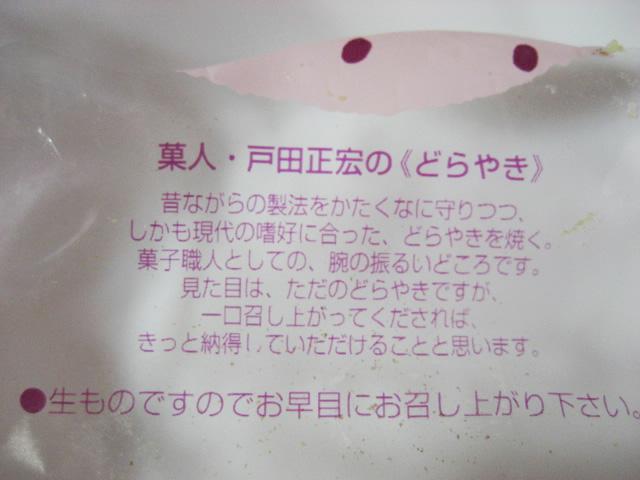 菓人・戸田正宏の《どらやき》
昔ながらの製法をかたくなに守りつつ、
しかも現代の嗜好に合った、どらやきを焼く。
菓子職人としての、腕の振るいどころです。
見た目は、ただのどらやきですが、
一口召し上がってくだされば、
きっと納得していただけることと思います。
●生ものですのでお早目にお召し上がり下さい。